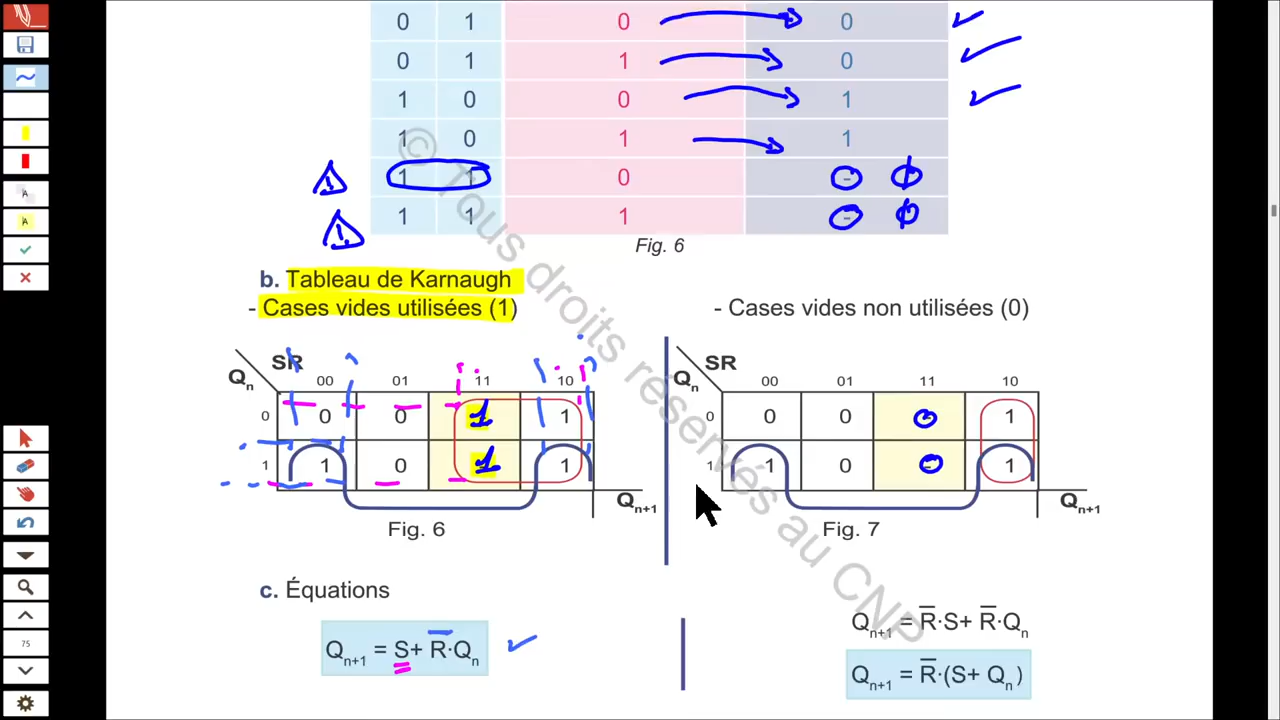 0 1 0 0
0 1 1 0
1 0 0 1
1 0 1 1
1 1 0 - ϕ
1 1 1 - ϕ
Fig. 6
b. Tableau de Karnaugh
- Cases vides utilisées (1)
- Cases vides non utilisées (0)
SR
Qn
00 01 11 10
0 0 0 1 1
1 1 0 1 1
Qn+1
Fig. 6
SR
Qn
00 01 11 10
0 0 0 0 1
1 1 0 0 1
Qn+1
Fig. 7
c. Équations
Qn+1 = S+ R̅·Qn
Qn+1 = R̅·S+ R̅·Qn
Qn+1 = R̅·(S+ Qn)
© Tous droits réservés au CNP
A
A
75